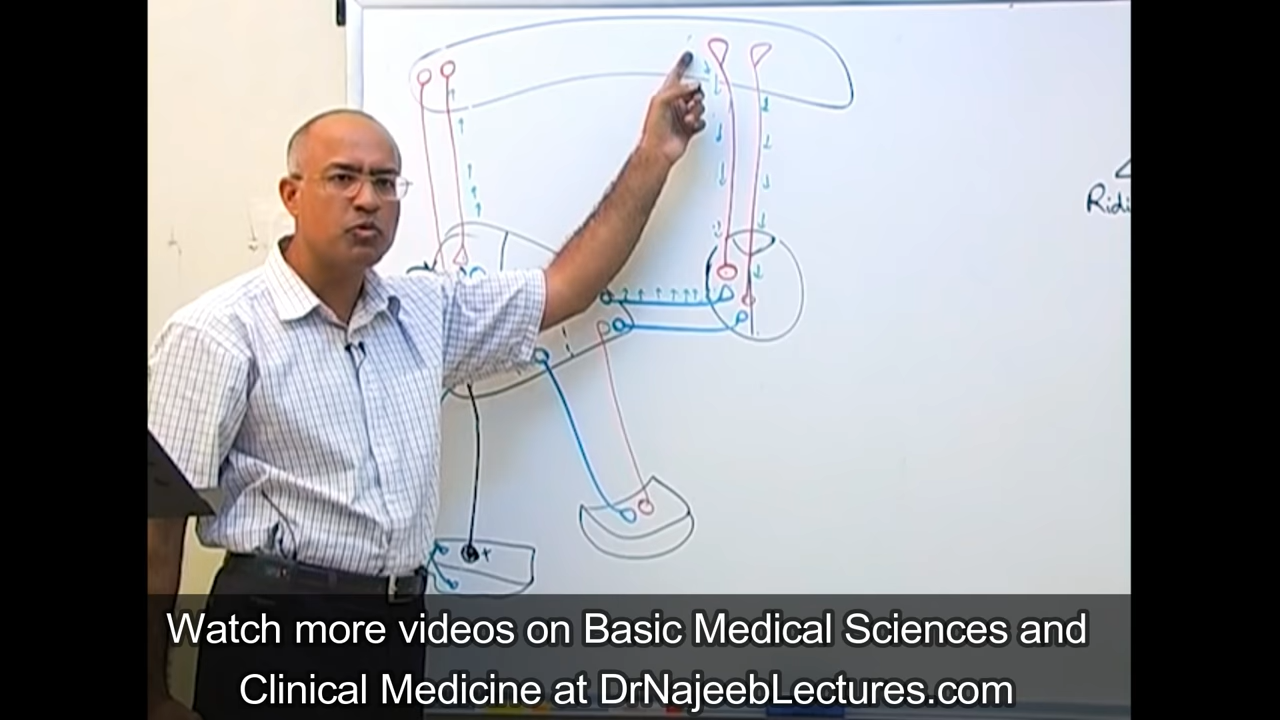 Watch more videos on Basic Medical Sciences and
Clinical Medicine at DrNajeebLectures.com